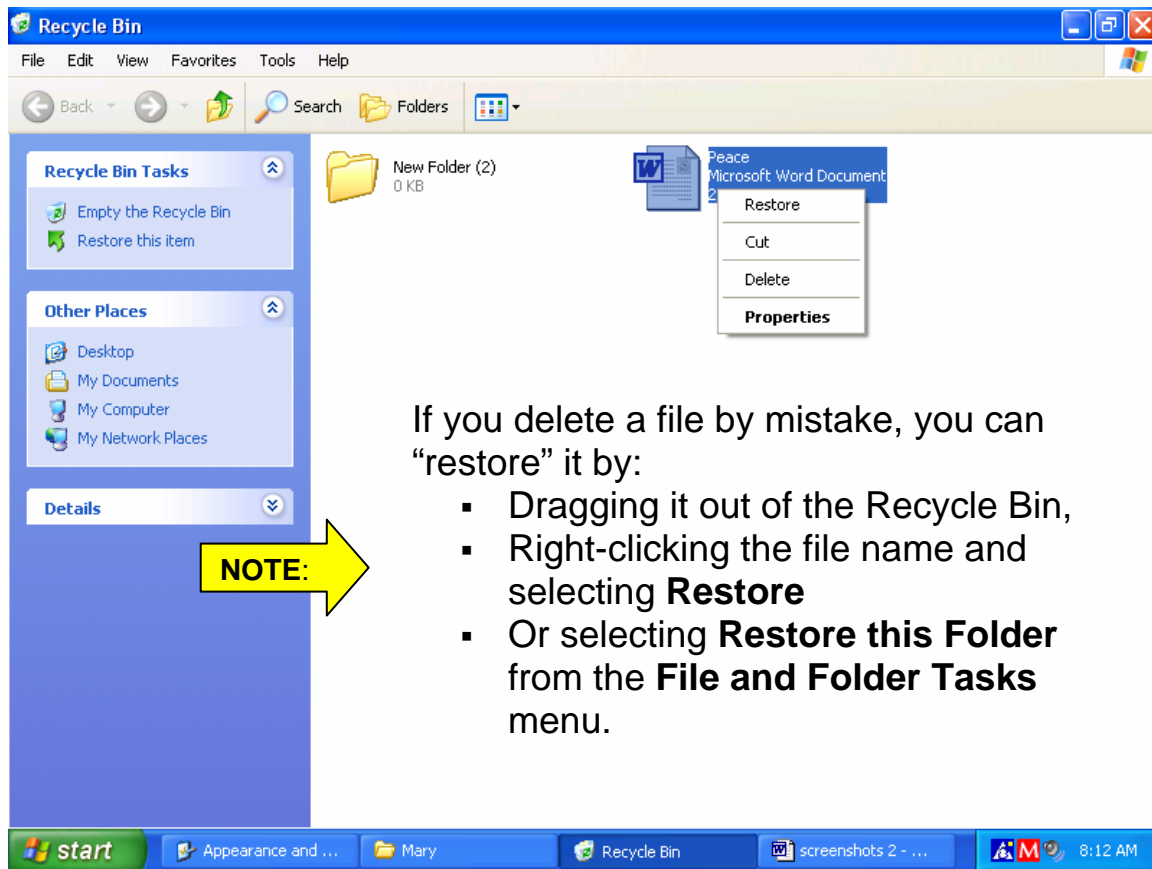 Recycle Bin
File Edit View Favorites Tools Help
Back Search Folders
Recycle Bin Tasks
Empty the Recycle Bin
Restore this item
Other Places
Desktop
My Documents
My Computer
My Network Places
Details
New Folder (2)
0 KB
Peace
Microsoft Word Document
2
Restore
Cut
Delete
Properties
NOTE:
If you delete a file by mistake, you can
“restore” it by:
▪ Dragging it out of the Recycle Bin,
▪ Right-clicking the file name and
selecting Restore
▪ Or selecting Restore this Folder
from the File and Folder Tasks
menu.
start Appearance and ... Mary Recycle Bin screenshots 2 - ... M 8:12 AM